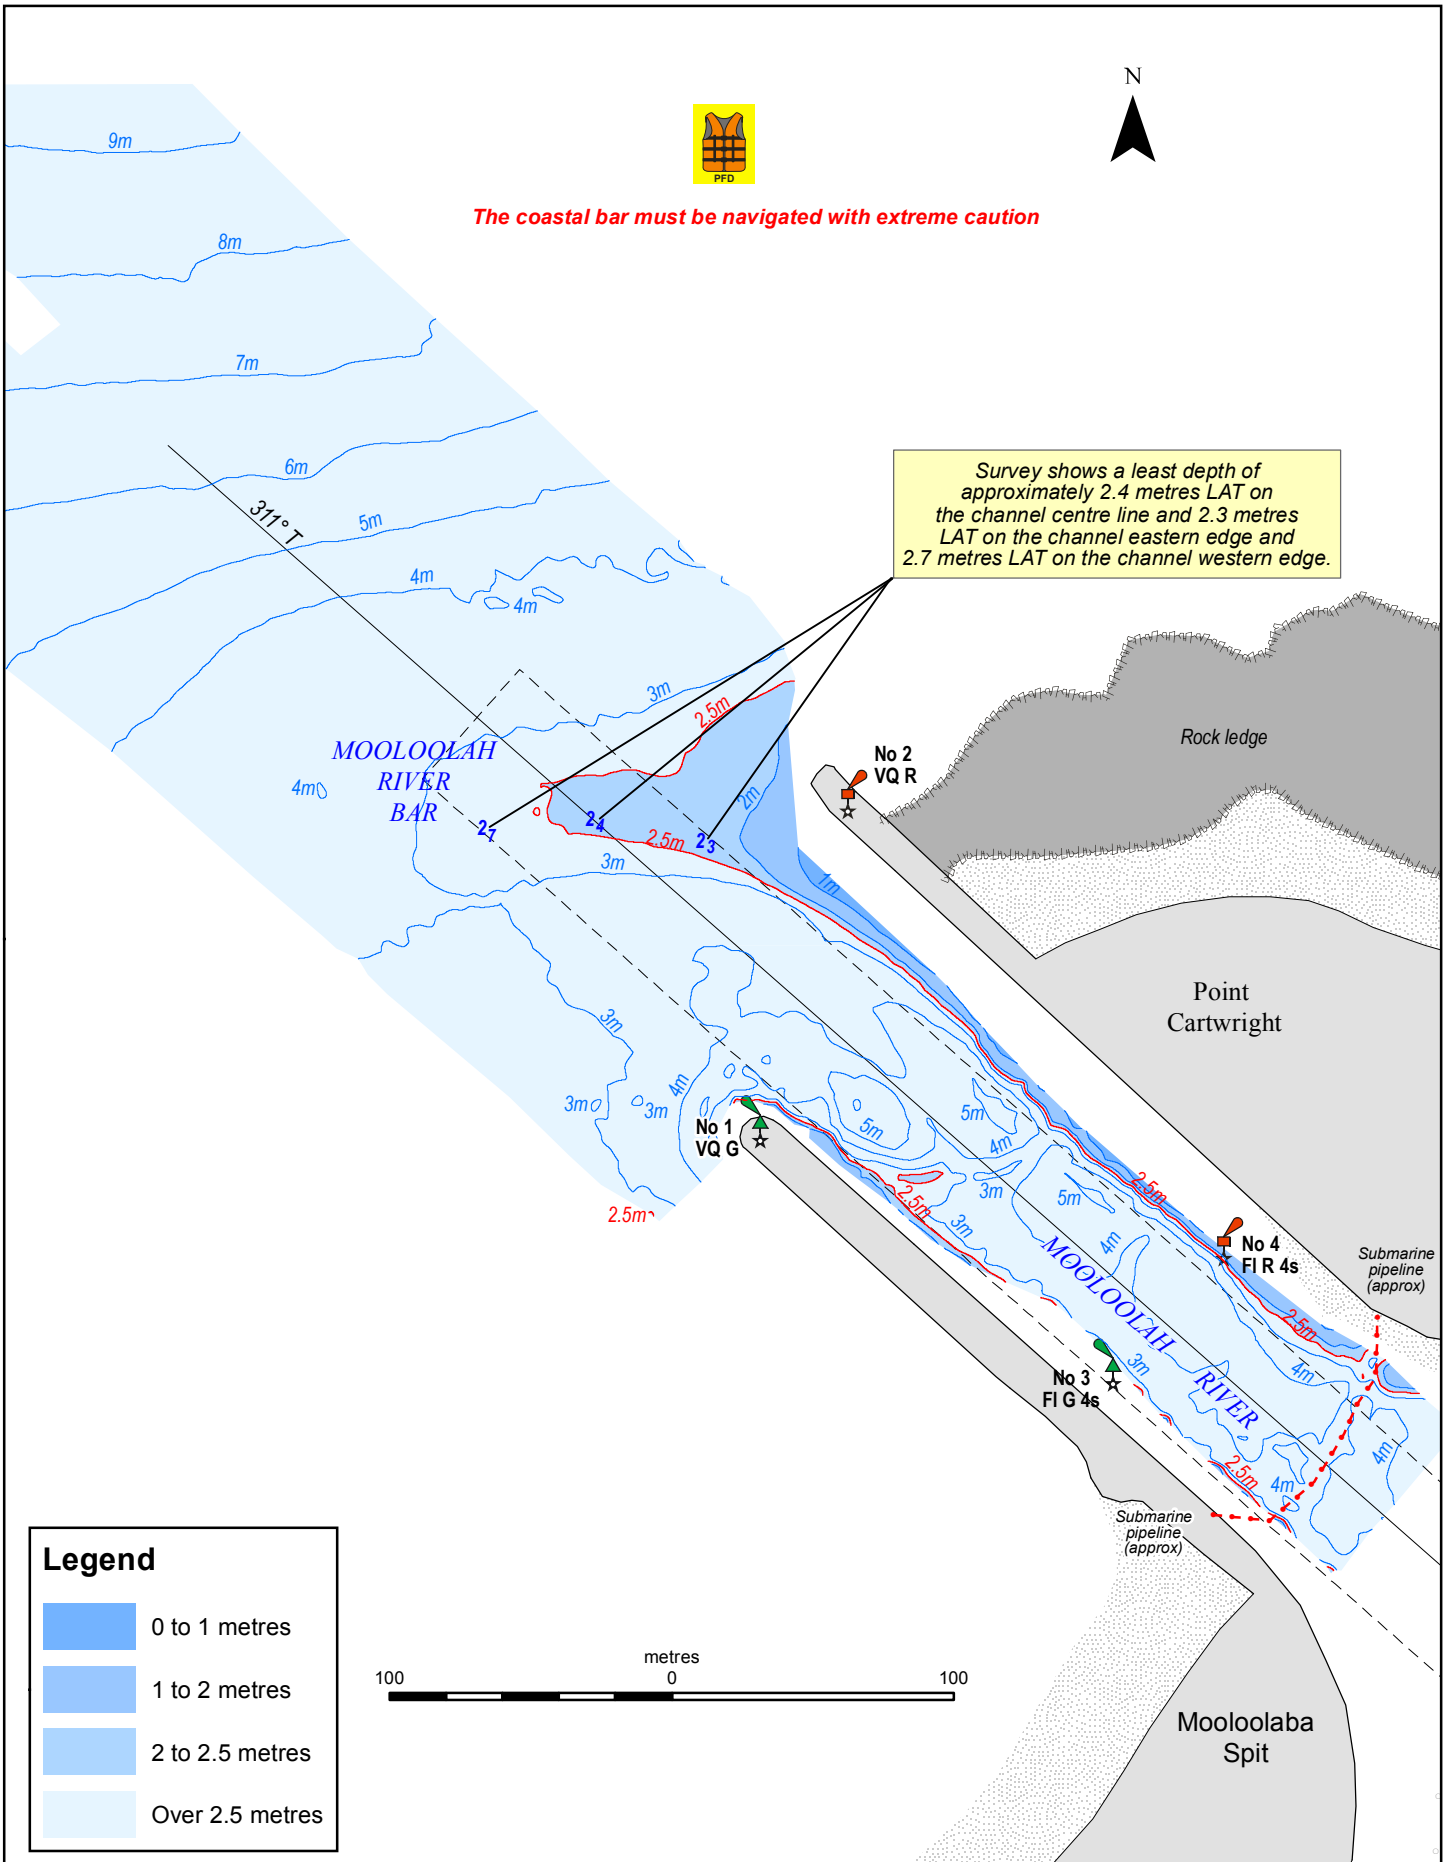 N
PFD
The coastal bar must be navigated with extreme caution
9m
8m
7m
6m
5m
311° T
4m
4m
Survey shows a least depth of
approximately 2.4 metres LAT on
the channel centre line and 2.3 metres
LAT on the channel eastern edge and
2.7 metres LAT on the channel western edge.
3m
2.5m
Rock ledge
MOOLOOLAH
RIVER
BAR
4m
No 2
VQ R
2m
27
24
23
2.5m
3m
1m
Point
Cartwright
3m
4m
3m
3m
No 1
VQ G
5m
5m
4m
3m
5m
2.5m
2.5m
2.5m
3m
4m
No 4
Fl R 4s
Submarine
pipeline
(approx)
MOOLOOLAH
RIVER
2.5m
4m
3m
No 3
Fl G 4s
4m
2.5m
4m
Submarine
pipeline
(approx)
Legend
0 to 1 metres
1 to 2 metres
2 to 2.5 metres
Over 2.5 metres
metres
100
0
100
Mooloolaba
Spit